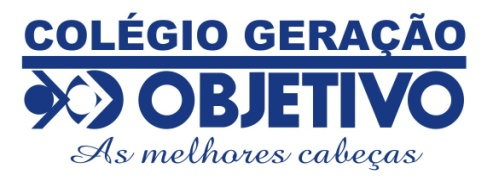 COLÉGIO GERAÇÃO
OBJETIVO
As melhores cabeças